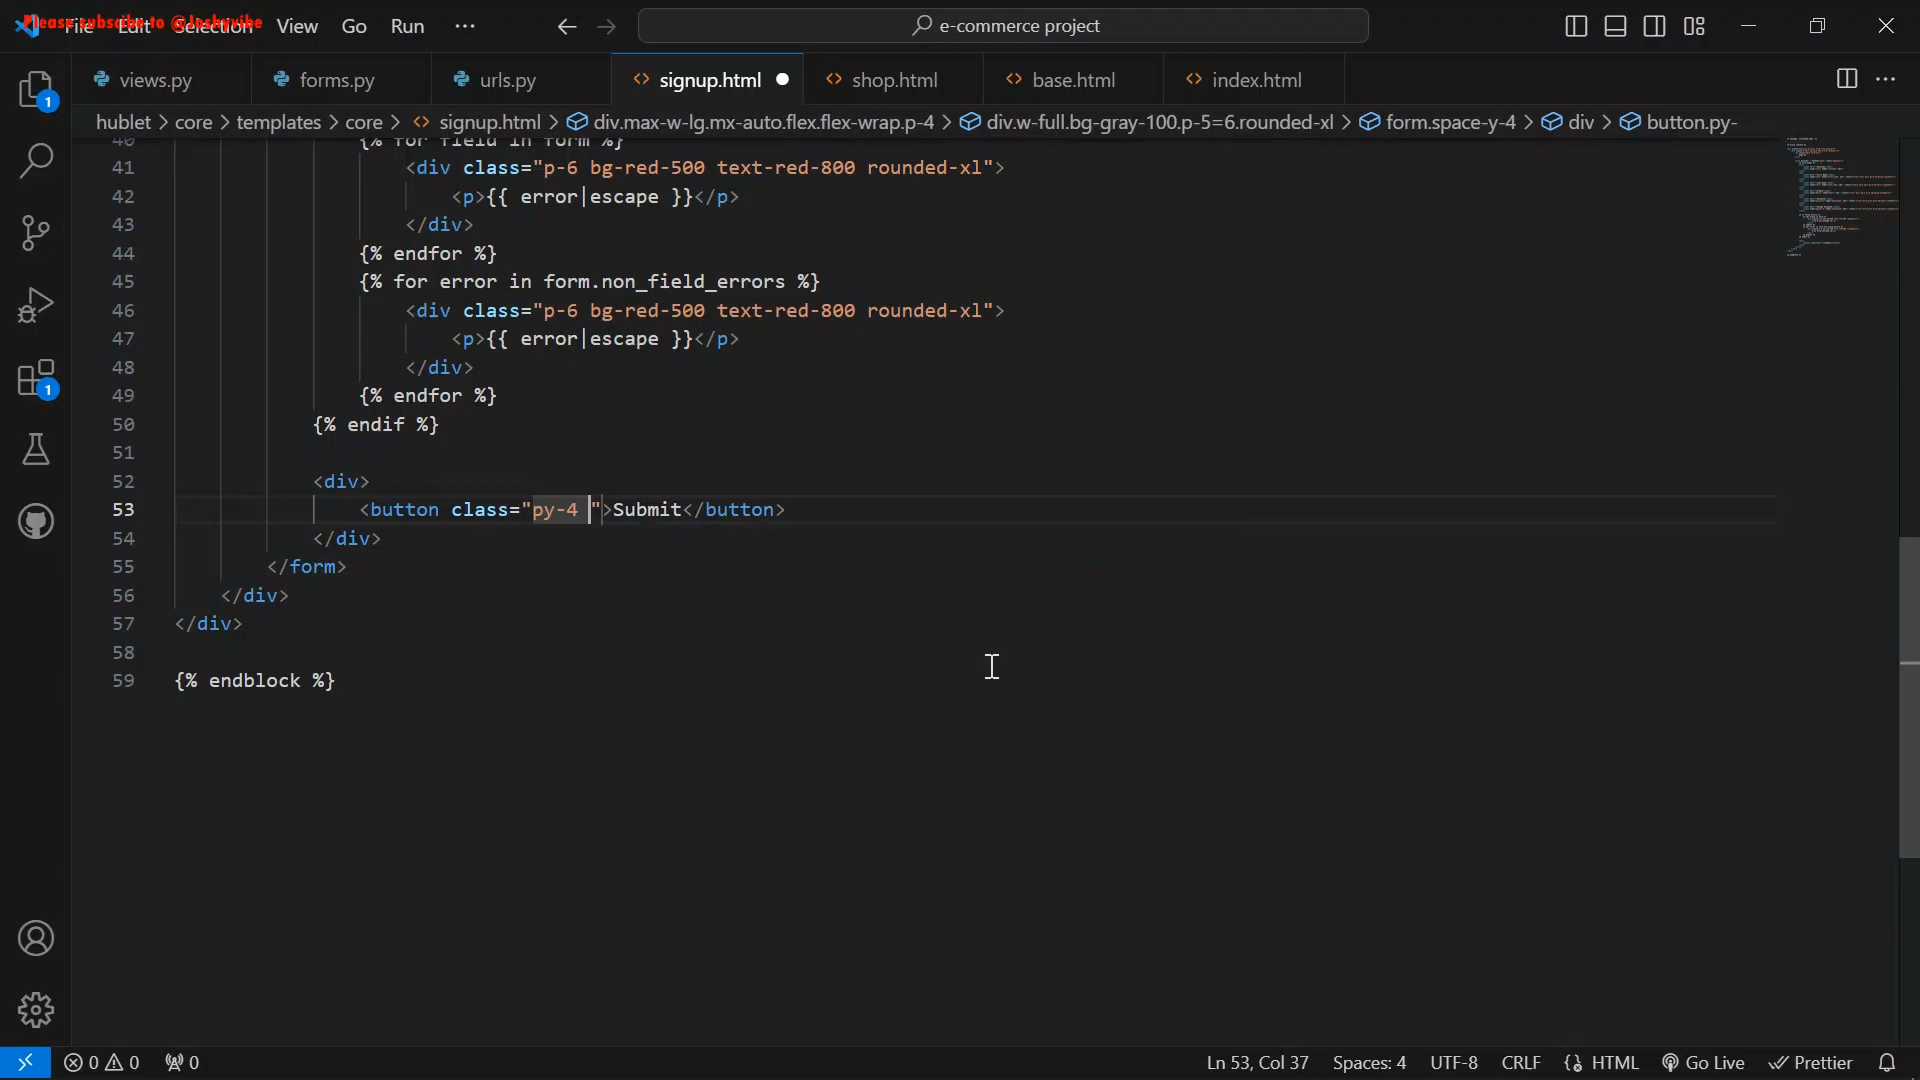 Please subscibe to @Joshyvibe
File Edit Selection View Go Run ···
e-commerce project
views.py forms.py urls.py signup.html shop.html base.html index.html
hublet > core > templates > core > signup.html > div.max-w-lg.mx-auto.flex.flex-wrap.p-4 > div.w-full.bg-gray-100.p-5=6.rounded-xl > form.space-y-4 > div > button.py-
40 {% for field in form %}
41 <div class="p-6 bg-red-500 text-red-800 rounded-xl">
42 <p>{{ error|escape }}</p>
43 </div>
44 {% endfor %}
45 {% for error in form.non_field_errors %}
46 <div class="p-6 bg-red-500 text-red-800 rounded-xl">
47 <p>{{ error|escape }}</p>
48 </div>
49 {% endfor %}
50 {% endif %}
51
52 <div>
53 <button class="py-4 ">Submit</button>
54 </div>
55 </form>
56 </div>
57 </div>
58
59 {% endblock %}
1
1
0 0 0 Ln 53, Col 37 Spaces: 4 UTF-8 CRLF HTML Go Live Prettier